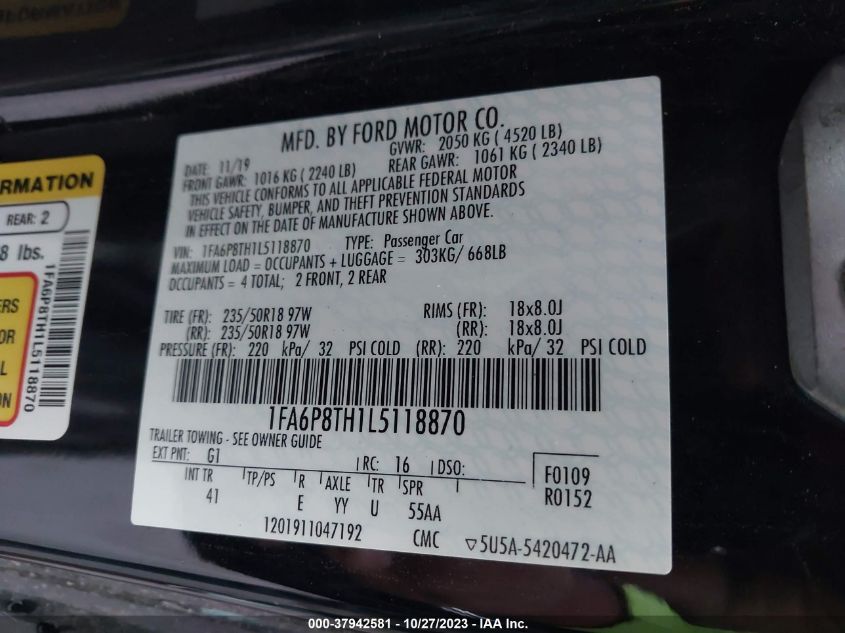 MFD. BY FORD MOTOR CO.
DATE: 11/19
GVWR: 2050 KG ( 4520 LB)
FRONT GAWR: 1016 KG ( 2240 LB)
REAR GAWR: 1061 KG ( 2340 LB)
THIS VEHICLE CONFORMS TO ALL APPLICABLE FEDERAL MOTOR
VEHICLE SAFETY, BUMPER, AND THEFT PREVENTION STANDARDS
IN EFFECT ON THE DATE OF MANUFACTURE SHOWN ABOVE.
VIN: 1FA6P8TH1L5118870 TYPE: Passenger Car
MAXIMUM LOAD = OCCUPANTS + LUGGAGE = 303KG/ 668LB
OCCUPANTS = 4 TOTAL; 2 FRONT, 2 REAR
TIRE (FR): 235/50R18 97W RIMS (FR): 18x8.0J
(RR): 235/50R18 97W (RR): 18x8.0J
PRESSURE (FR): 220 kPa/ 32 PSI COLD (RR): 220 kPa/ 32 PSI COLD
1FA6P8TH1L5118870
TRAILER TOWING - SEE OWNER GUIDE
EXT PNT: G1 RC: 16 DSO: F0109
INT TR TP/PS R AXLE TR SPR R0152
41 E YY U 55AA
1201911047192 CMC ▽5U5A-5420472-AA
RMATION
REAR: 2
8 lbs.
ERS
OR
L
ON
1FA6P8TH1L5118870
000-37942581 - 10/27/2023 - IAA Inc.